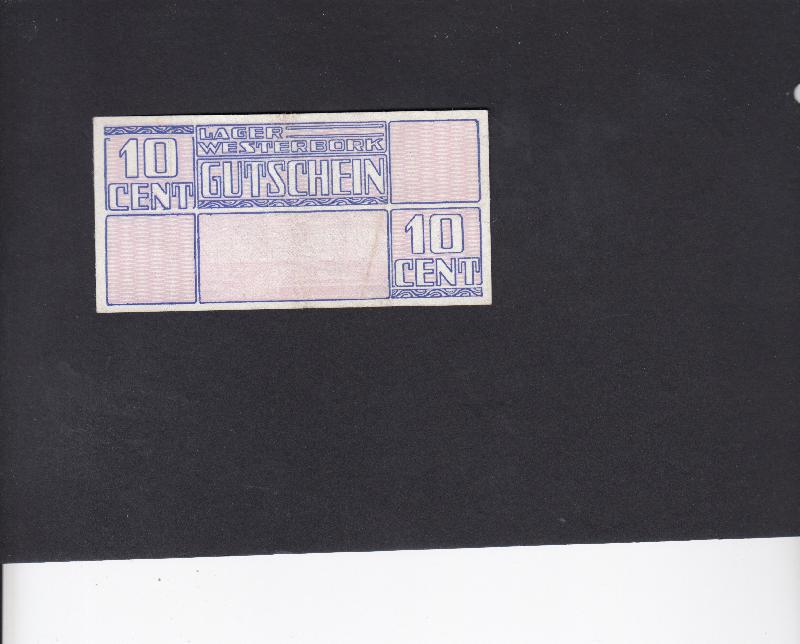 10
CENT
LAGER
WESTERBORK
GUTSCHEIN
10
CENT